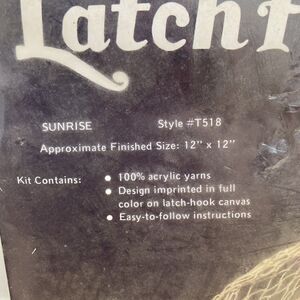 Latch H
SUNRISE Style #T518
Approximate Finished Size: 12" x 12"
Kit Contains: • 100% acrylic yarns
• Design imprinted in full
color on latch-hook canvas
• Easy-to-follow instructions